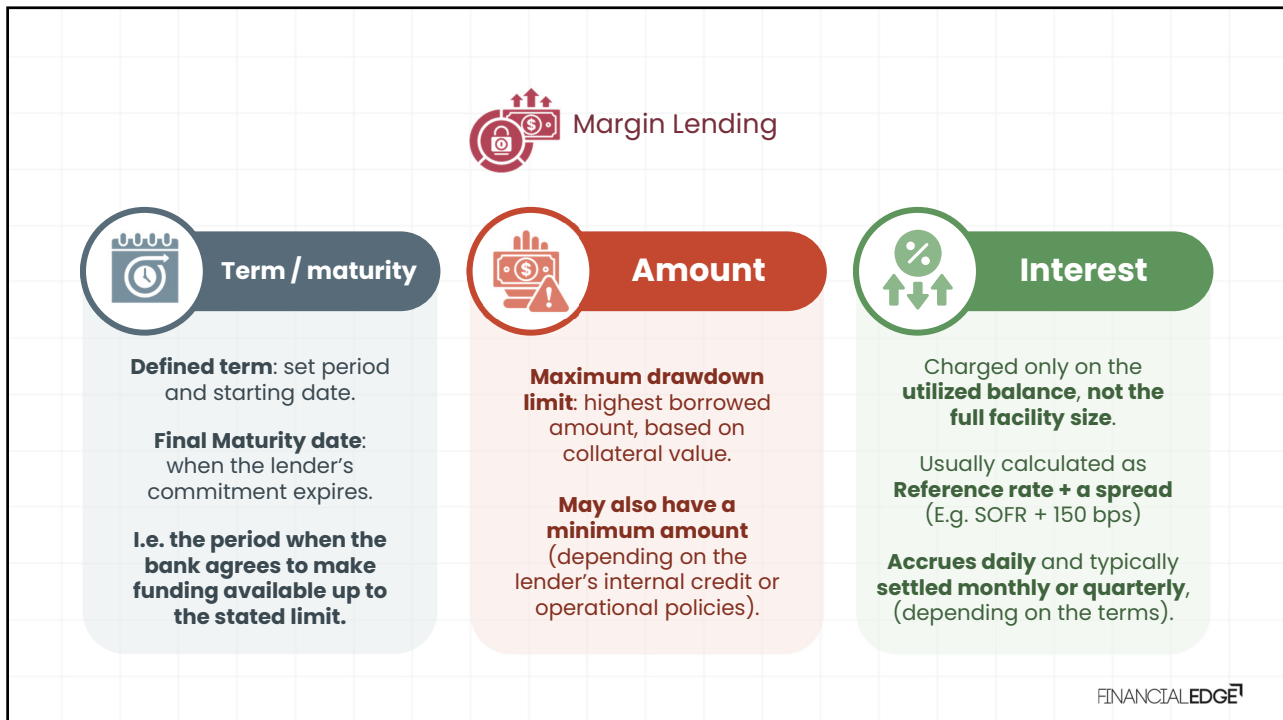 Margin Lending
Term / maturity
Defined term: set period
and starting date.
Final Maturity date:
when the lender’s
commitment expires.
I.e. the period when the
bank agrees to make
funding available up to
the stated limit.
Amount
Maximum drawdown
limit: highest borrowed
amount, based on
collateral value.
May also have a
minimum amount
(depending on the
lender’s internal credit or
operational policies).
Interest
Charged only on the
utilized balance, not the
full facility size.
Usually calculated as
Reference rate + a spread
(E.g. SOFR + 150 bps)
Accrues daily and typically
settled monthly or quarterly,
(depending on the terms).
FINANCIALEDGE